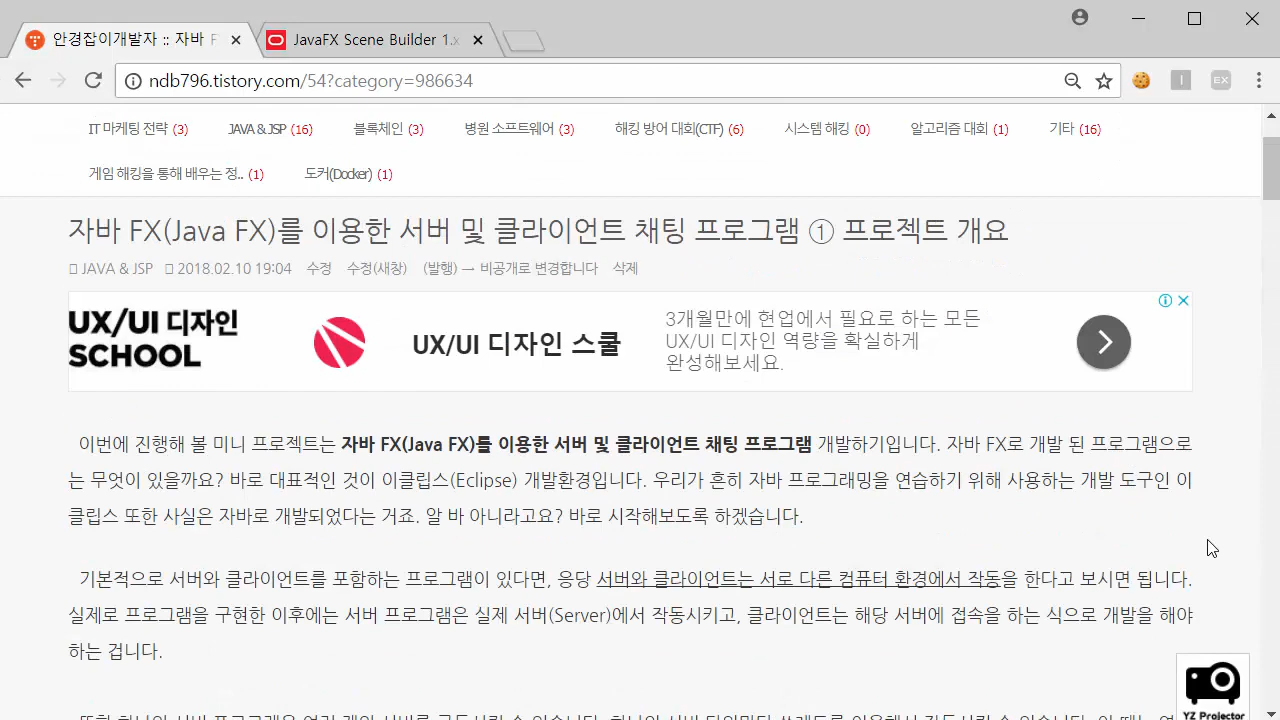 안경잡이개발자 :: 자바 F
JavaFX Scene Builder 1.x
ndb796.tistory.com/54?category=986634
EX
IT 마케팅 전략 (3) JAVA & JSP (16) 블록체인 (3) 병원 소프트웨어 (3) 해킹 방어 대회(CTF) (6) 시스템 해킹 (0) 알고리즘 대회 (1) 기타 (16)
게임 해킹을 통해 배우는 정.. (1) 도커(Docker) (1)
자바 FX(Java FX)를 이용한 서버 및 클라이언트 채팅 프로그램 ① 프로젝트 개요
JAVA & JSP 2018.02.10 19:04 수정 수정(새창) (발행) → 비공개로 변경합니다 삭제
UX/UI 디자인
SCHOOL
UX/UI 디자인 스쿨
3개월만에 현업에서 필요로 하는 모든
UX/UI 디자인 역량을 확실하게
완성해보세요.
이번에 진행해 볼 미니 프로젝트는 자바 FX(Java FX)를 이용한 서버 및 클라이언트 채팅 프로그램 개발하기입니다. 자바 FX로 개발 된 프로그램으로
는 무엇이 있을까요? 바로 대표적인 것이 이클립스(Eclipse) 개발환경입니다. 우리가 흔히 자바 프로그래밍을 연습하기 위해 사용하는 개발 도구인 이
클립스 또한 사실은 자바로 개발되었다는 거죠. 알 바 아니라고요? 바로 시작해보도록 하겠습니다.
기본적으로 서버와 클라이언트를 포함하는 프로그램이 있다면, 응당 서버와 클라이언트는 서로 다른 컴퓨터 환경에서 작동을 한다고 보시면 됩니다.
실제로 프로그램을 구현한 이후에는 서버 프로그램은 실제 서버(Server)에서 작동시키고, 클라이언트는 해당 서버에 접속을 하는 식으로 개발을 해야
하는 겁니다.
YZ Projector